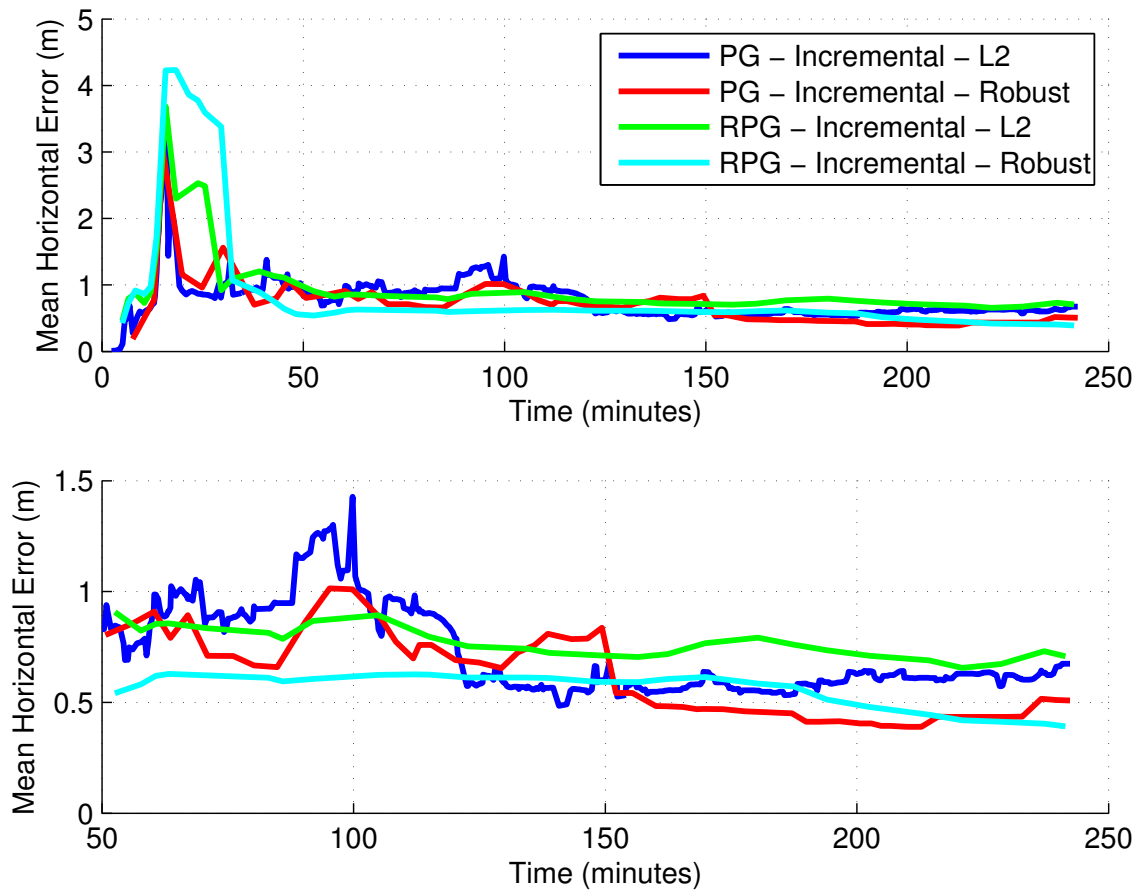 5
4
3
2
1
0
Mean Horizontal Error (m)
PG − Incremental − L2
PG − Incremental − Robust
RPG − Incremental − L2
RPG − Incremental − Robust
0 50 100 150 200 250
Time (minutes)
1.5
1
0.5
0
Mean Horizontal Error (m)
50 100 150 200 250
Time (minutes)